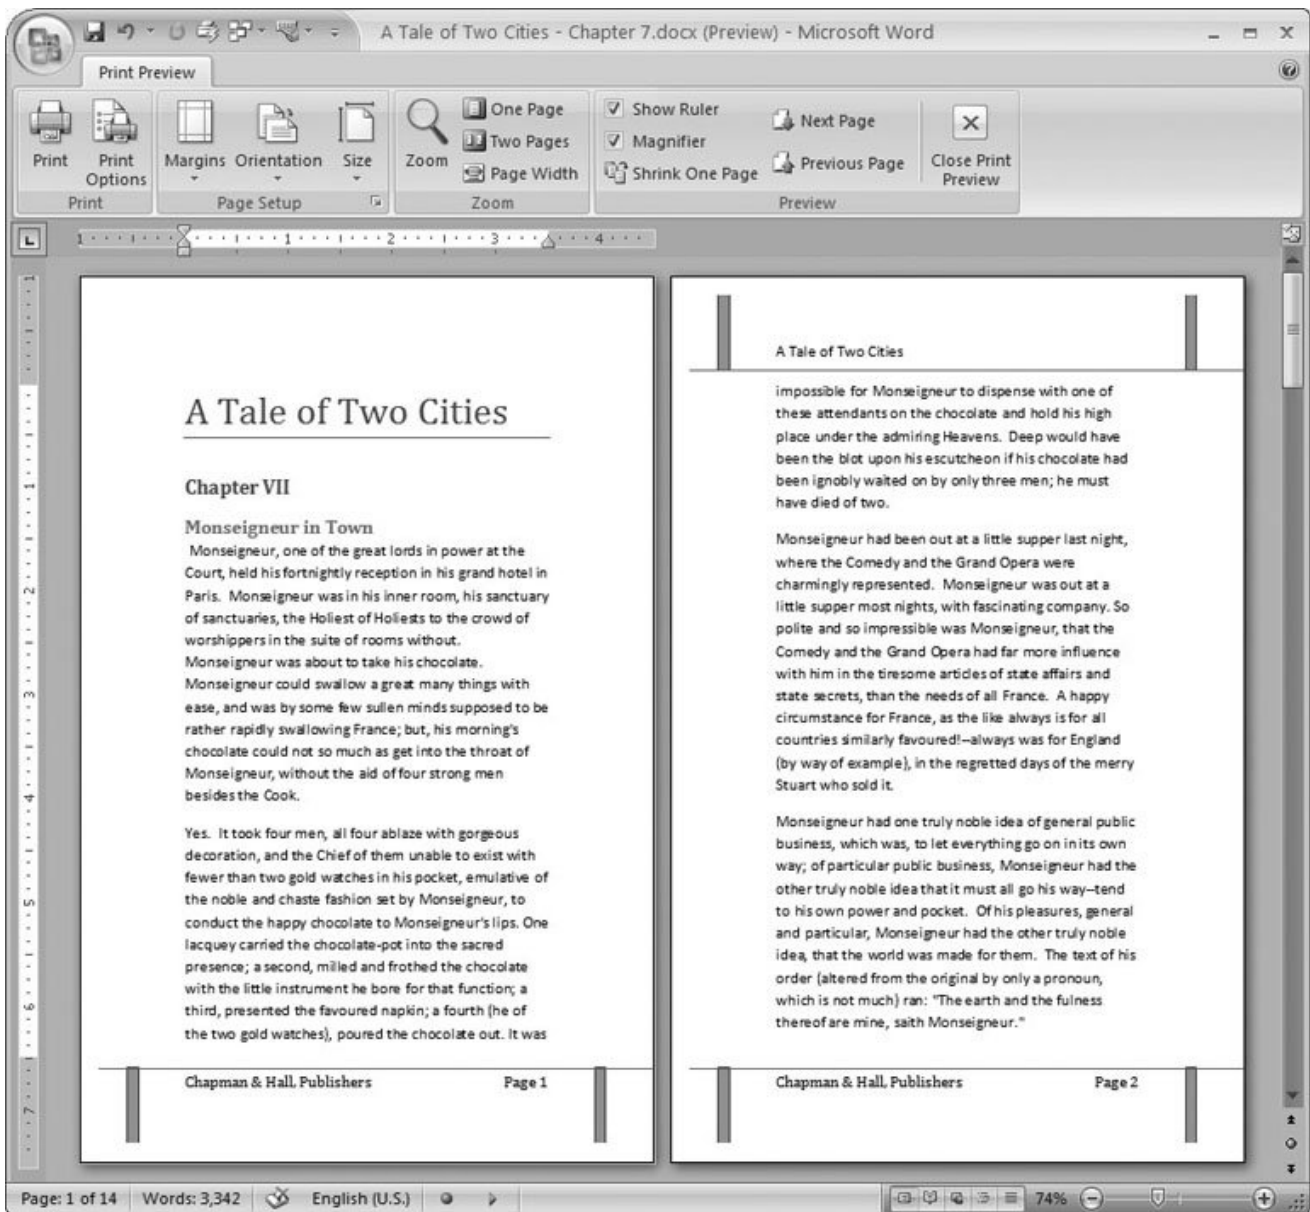 A Tale of Two Cities - Chapter 7.docx (Preview) - Microsoft Word
Print Preview
Print
Print Options
Print
Margins
Orientation
Size
Page Setup
Zoom
One Page
Two Pages
Page Width
Zoom
Show Ruler
Magnifier
Shrink One Page
Next Page
Previous Page
Close Print Preview
Preview
L
1 1 2 3 4
1 1 2 3 4 5 6 7
A Tale of Two Cities
Chapter VII
Monseigneur in Town
Monseigneur, one of the great lords in power at the
Court, held his fortnightly reception in his grand hotel in
Paris. Monseigneur was in his inner room, his sanctuary
of sanctuaries, the Holiest of Holiests to the crowd of
worshippers in the suite of rooms without.
Monseigneur was about to take his chocolate.
Monseigneur could swallow a great many things with
ease, and was by some few sullen minds supposed to be
rather rapidly swallowing France; but, his morning's
chocolate could not so much as get into the throat of
Monseigneur, without the aid of four strong men
besides the Cook.
Yes. It took four men, all four ablaze with gorgeous
decoration, and the Chief of them unable to exist with
fewer than two gold watches in his pocket, emulative of
the noble and chaste fashion set by Monseigneur, to
conduct the happy chocolate to Monseigneur's lips. One
lacquey carried the chocolate-pot into the sacred
presence; a second, milled and frothed the chocolate
with the little instrument he bore for that function; a
third, presented the favoured napkin; a fourth (he of
the two gold watches), poured the chocolate out. It was
Chapman & Hall, Publishers Page 1
A Tale of Two Cities
impossible for Monseigneur to dispense with one of
these attendants on the chocolate and hold his high
place under the admiring Heavens. Deep would have
been the blot upon his escutcheon if his chocolate had
been ignobly waited on by only three men; he must
have died of two.
Monseigneur had been out at a little supper last night,
where the Comedy and the Grand Opera were
charmingly represented. Monseigneur was out at a
little supper most nights, with fascinating company. So
polite and so impressible was Monseigneur, that the
Comedy and the Grand Opera had far more influence
with him in the tiresome articles of state affairs and
state secrets, than the needs of all France. A happy
circumstance for France, as the like always is for all
countries similarly favoured!--always was for England
(by way of example), in the regretted days of the merry
Stuart who sold it.
Monseigneur had one truly noble idea of general public
business, which was, to let everything go on in its own
way; of particular public business, Monseigneur had the
other truly noble idea that it must all go his way--tend
to his own power and pocket. Of his pleasures, general
and particular, Monseigneur had the other truly noble
idea, that the world was made for them. The text of his
order (altered from the original by only a pronoun,
which is not much) ran: "The earth and the fulness
thereof are mine, saith Monseigneur."
Chapman & Hall, Publishers Page 2
Page: 1 of 14 Words: 3,342 English (U.S.) 74%